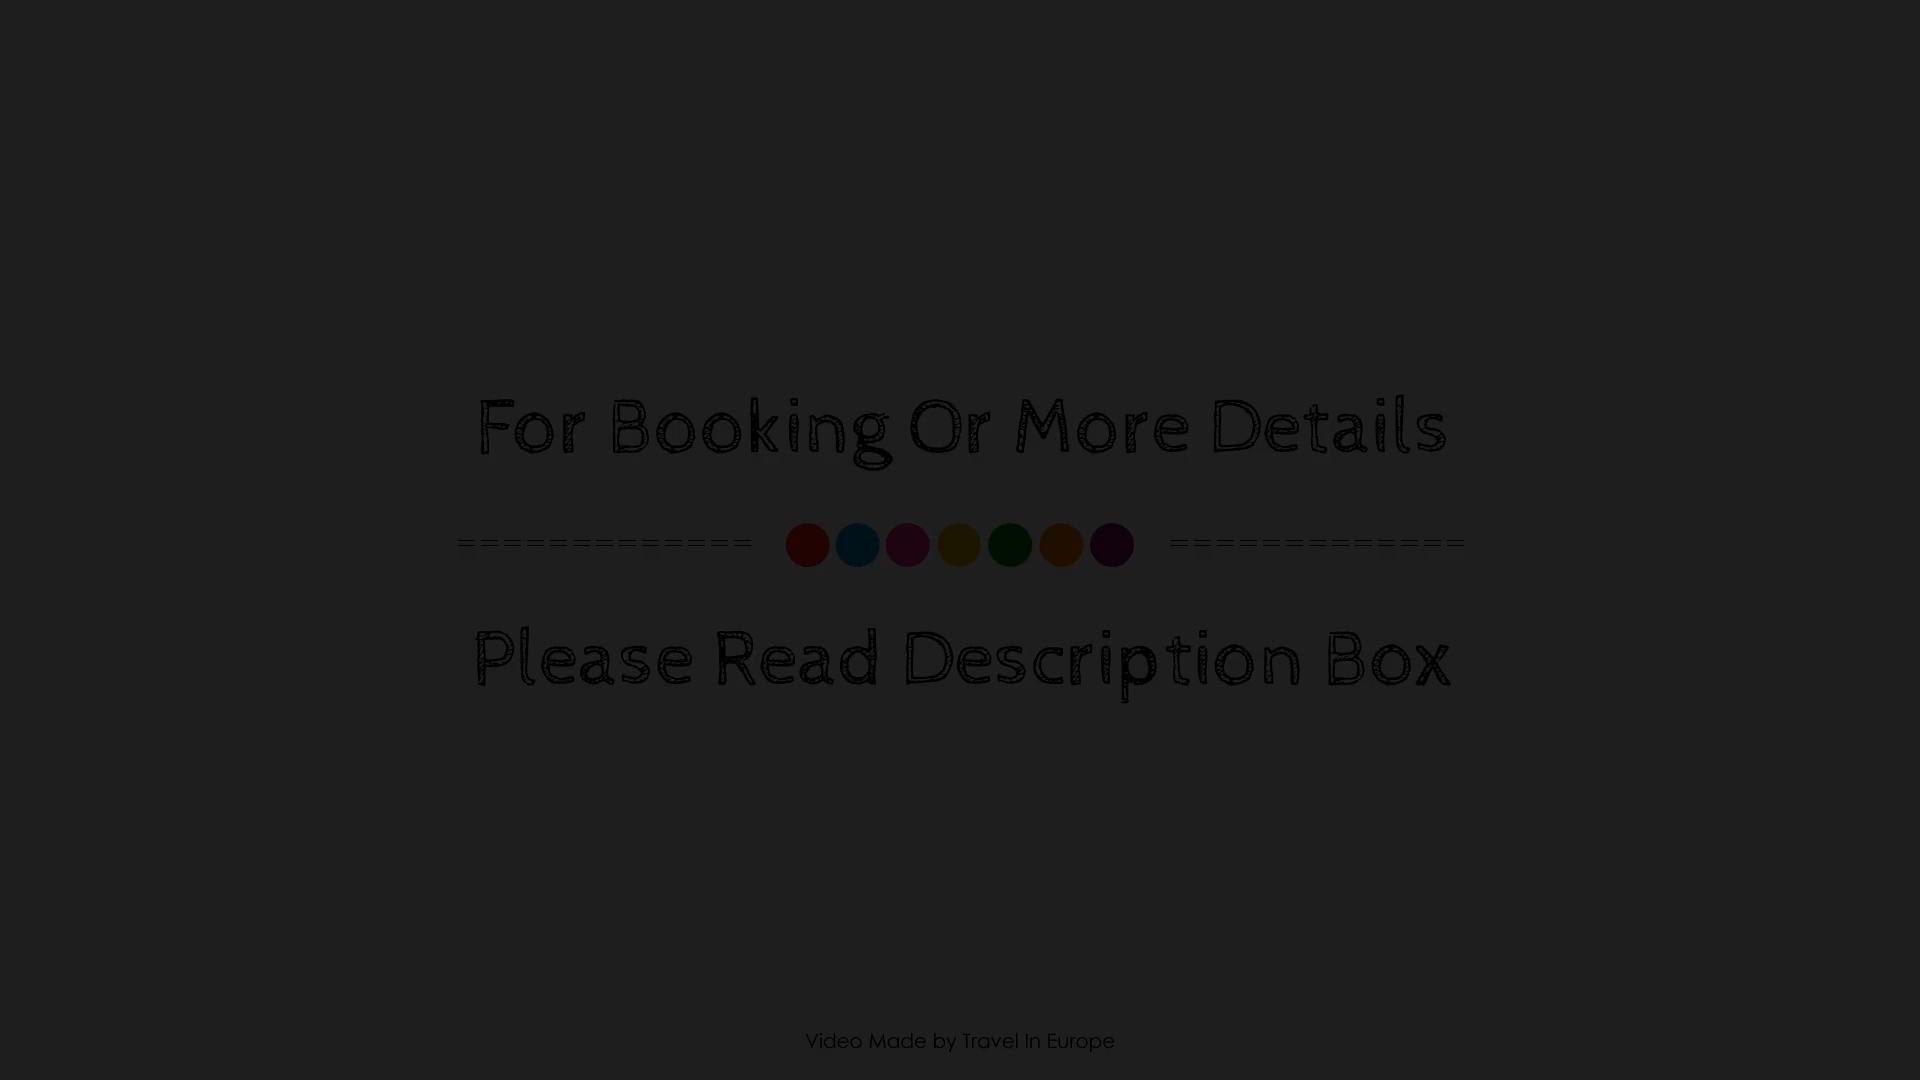 For Booking Or More Details
============= =============
Please Read Description Box
Video Made by Travel In Europe